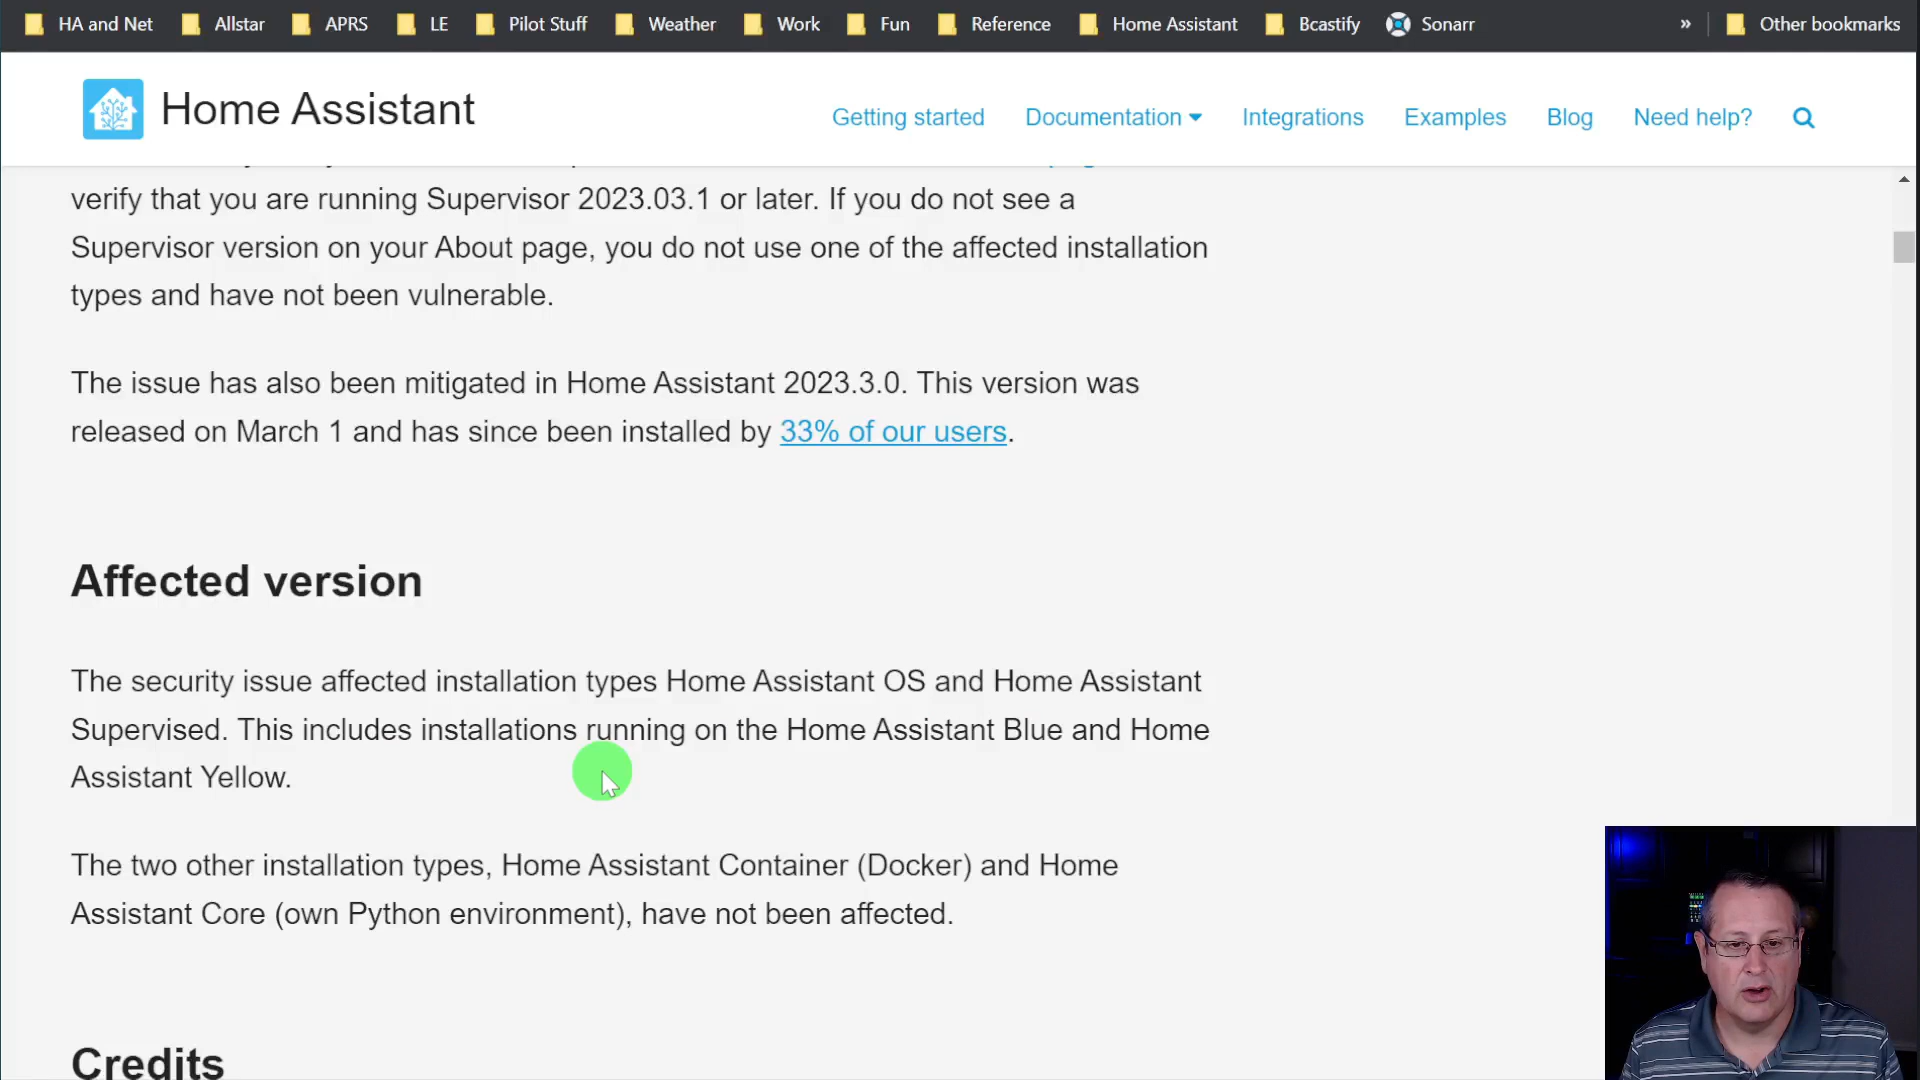 HA and Net Allstar APRS LE Pilot Stuff Weather Work Fun Reference Home Assistant Bcastify Sonarr » Other bookmarks
Home Assistant
Getting started Documentation Integrations Examples Blog Need help?
verify that you are running Supervisor 2023.03.1 or later. If you do not see a
Supervisor version on your About page, you do not use one of the affected installation
types and have not been vulnerable.
The issue has also been mitigated in Home Assistant 2023.3.0. This version was
released on March 1 and has since been installed by 33% of our users.
Affected version
The security issue affected installation types Home Assistant OS and Home Assistant
Supervised. This includes installations running on the Home Assistant Blue and Home
Assistant Yellow.
The two other installation types, Home Assistant Container (Docker) and Home
Assistant Core (own Python environment), have not been affected.
Credits